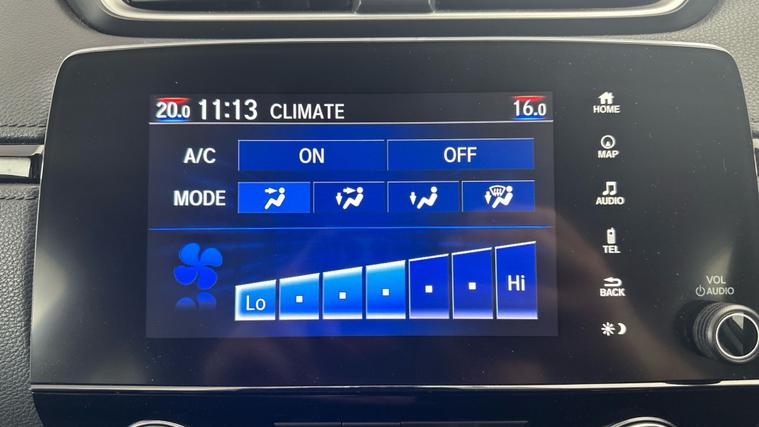 20.0 11:13 CLIMATE 16.0
A/C ON OFF
MODE
Lo Hi
HOME
MAP
AUDIO
TEL
BACK
VOL
AUDIO